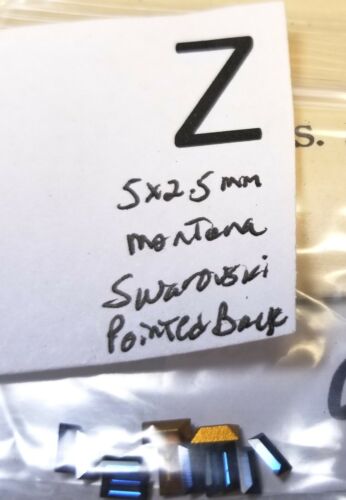 Z
s.
5x2.5mm
montana
Swarovski
Pointed Back